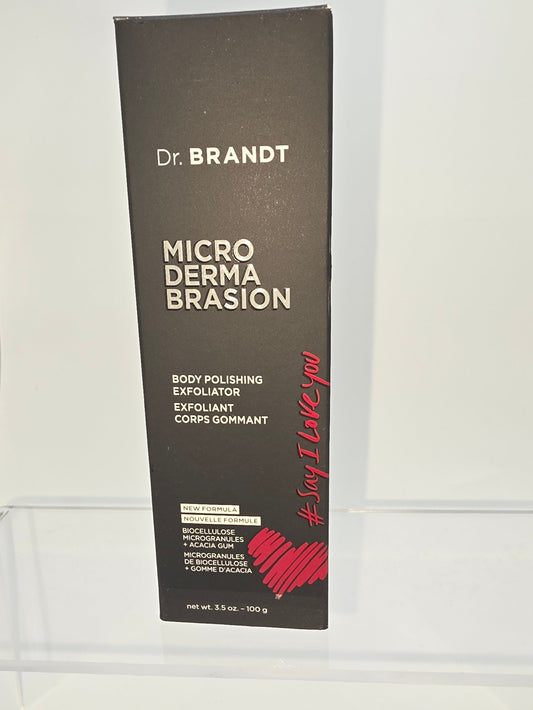 Dr. BRANDT
MICRO
DERMA
BRASION
BODY POLISHING
EXFOLIATOR
EXFOLIANT
CORPS GOMMANT
#Say I Love you
NEW FORMULA
NOUVELLE FORMULE
BIOCELLULOSE
MICROGRANULES
+ ACACIA GUM
MICROGRANULES
DE BIOCELLULOSE
+ GOMME D'ACACIA
net wt. 3.5 oz. – 100 g